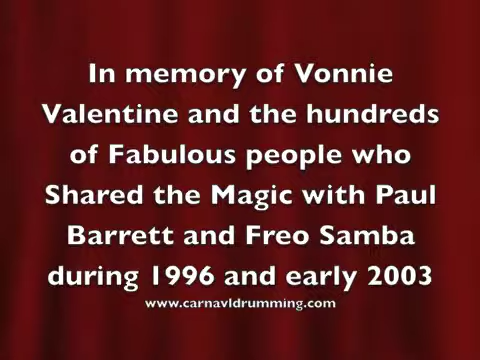 In memory of Vonnie
Valentine and the hundreds
of Fabulous people who
Shared the Magic with Paul
Barrett and Freo Samba
during 1996 and early 2003
www.carnavldrumming.com